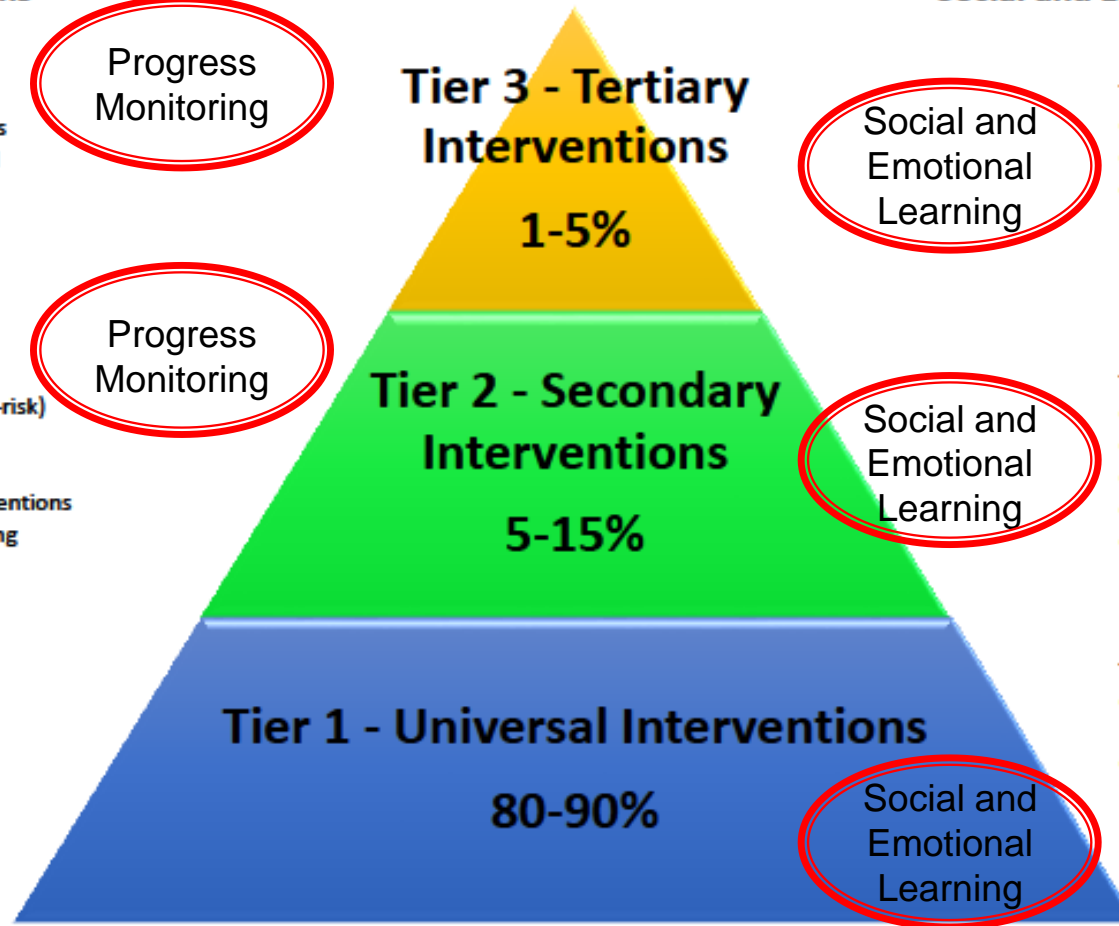 Progress
Monitoring
Tier 3 - Tertiary
Interventions
1-5%
Social and
Emotional
Learning
Progress
Monitoring
-risk)
Tier 2 - Secondary
Interventions
5-15%
Social and
Emotional
Learning
Tier 1 - Universal Interventions
80-90%
Social and
Emotional
Learning